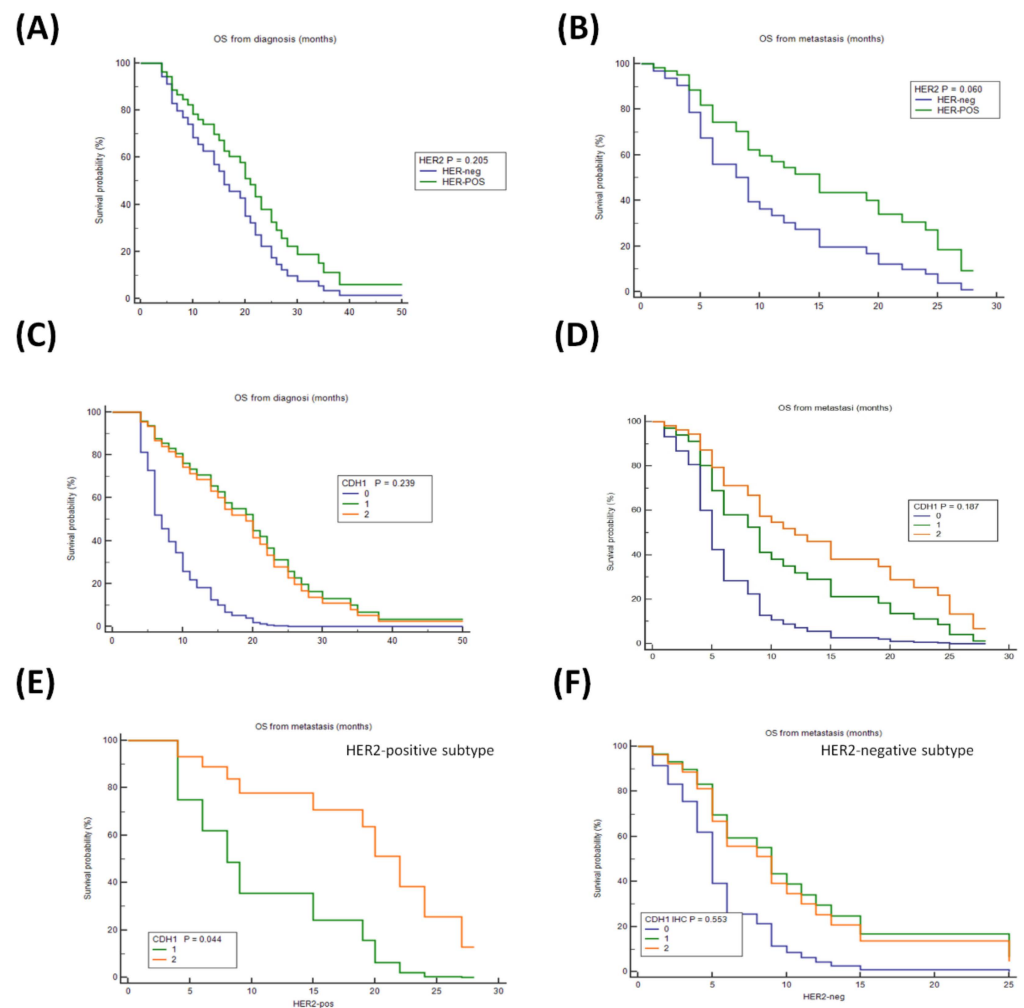 (A)
OS from diagnosis (months)
Survival probability (%)
100
80
60
40
20
0
0 10 20 30 40 50
HER2 P = 0.205
HER-neg
HER-POS
(B)
OS from metastasis (months)
Survival probability (%)
100
80
60
40
20
0
0 5 10 15 20 25 30
HER2 P = 0.060
HER-neg
HER-POS
(C)
OS from diagnosi (months)
Survival probability (%)
100
80
60
40
20
0
0 10 20 30 40 50
CDH1 P = 0.239
0
1
2
(D)
OS from metastasi (months)
Survival probability (%)
100
80
60
40
20
0
0 5 10 15 20 25 30
CDH1 P = 0.187
0
1
2
(E)
OS from metastasis (months)
HER2-positive subtype
Survival probability (%)
100
80
60
40
20
0
0 5 10 15 20 25 30
HER2-pos
CDH1 P = 0.044
1
2
(F)
OS from metastasis (months)
HER2-negative subtype
Survival probability (%)
100
80
60
40
20
0
0 5 10 15 20 25
HER2-neg
CDH1 IHC P = 0.553
0
1
2